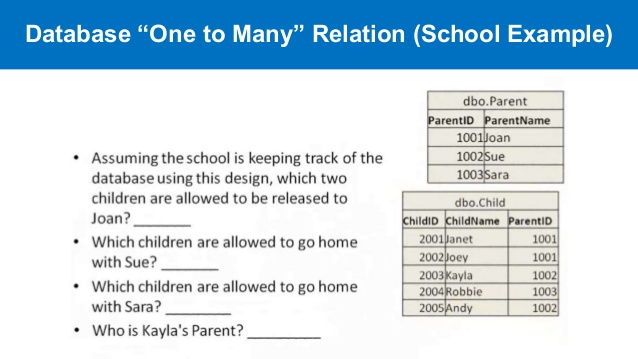 Database “One to Many” Relation (School Example)
• Assuming the school is keeping track of the
database using this design, which two
children are allowed to be released to
Joan? _______
• Which children are allowed to go home
with Sue? _______
• Which children are allowed to go home
with Sara? ________
• Who is Kayla's Parent? _________
dbo.Parent
ParentID ParentName
1001 Joan
1002 Sue
1003 Sara
dbo.Child
ChildID ChildName ParentID
2001 Janet 1001
2002 Joey 1001
2003 Kayla 1002
2004 Robbie 1003
2005 Andy 1002